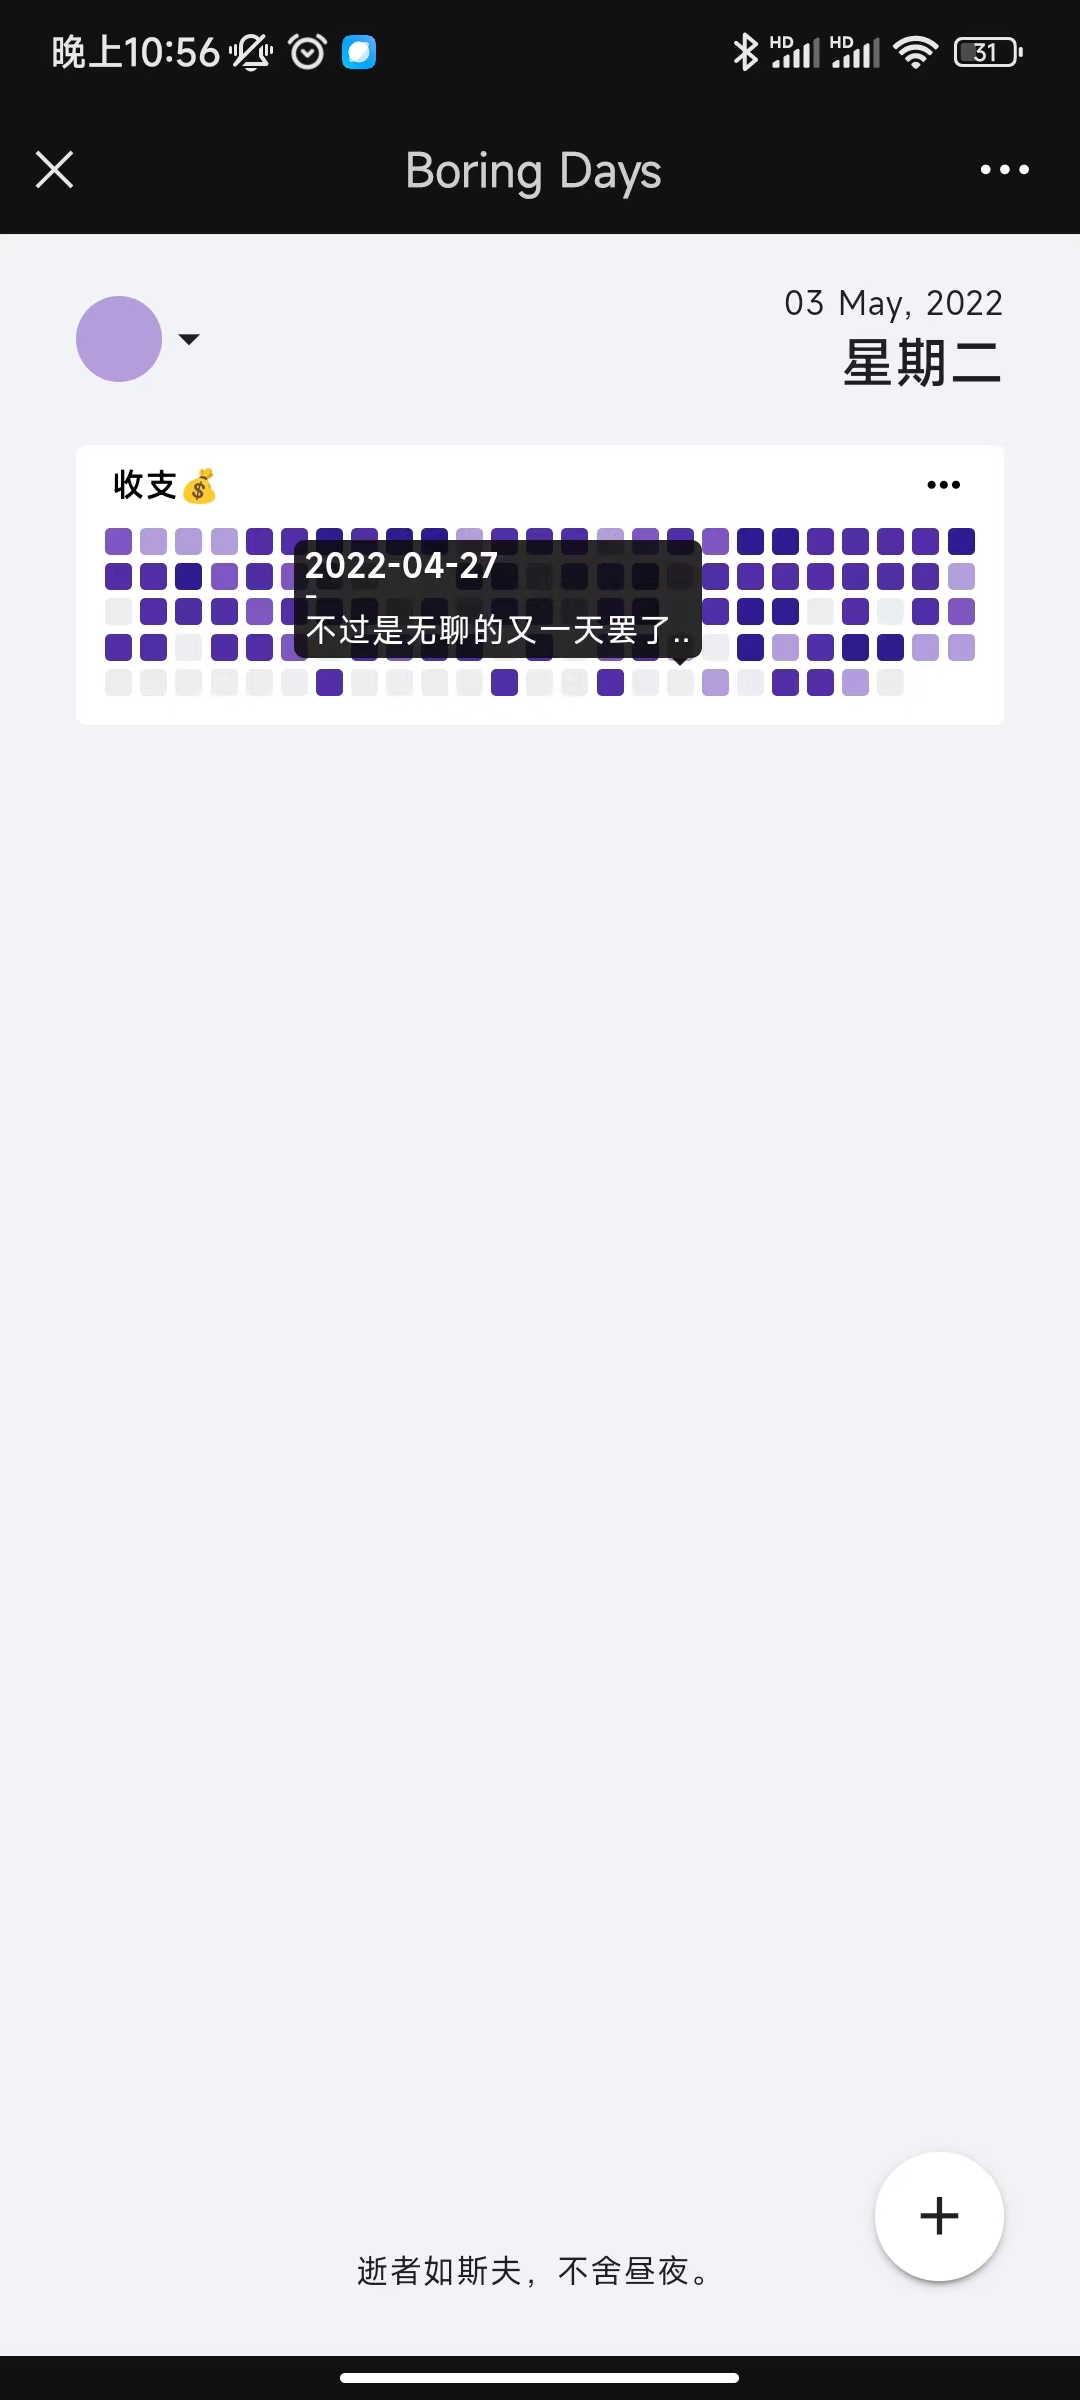 晚上10:56
HD HD 31
Boring Days
03 May, 2022
星期二
收支💰
2022-04-27
-
不过是无聊的又一天罢了..
逝者如斯夫，不舍昼夜。